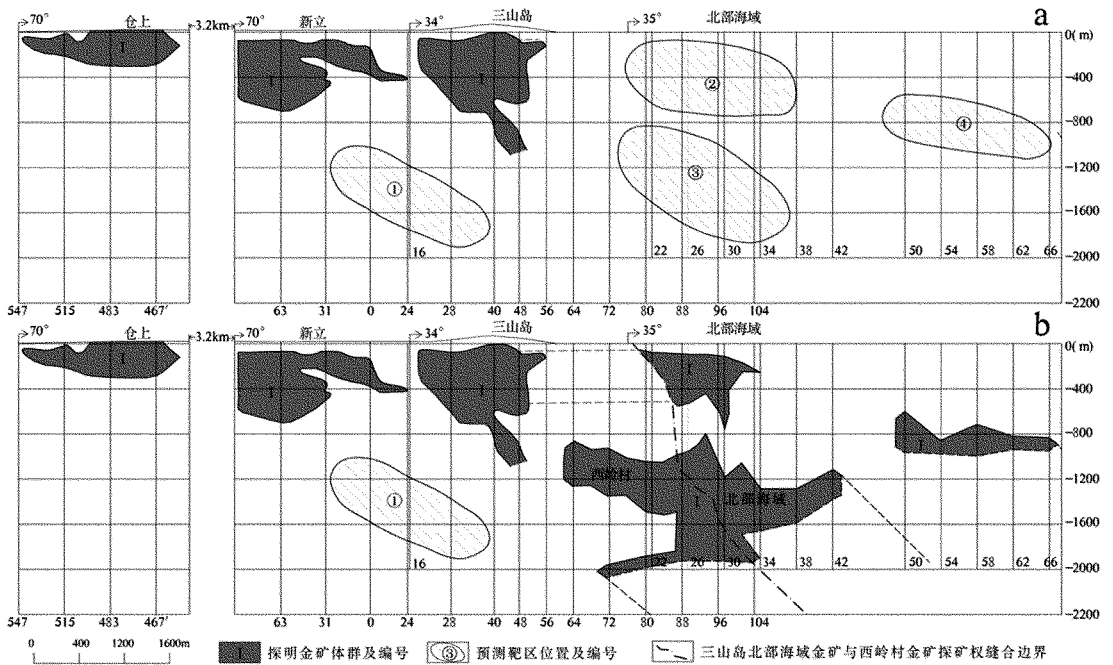 a
70° 仓上 3.2km 70° 新立 34° 三山岛 35° 北部海域
0(m)
-400
-800
-1200
-1600
-2000
-2200
I I I
① ② ③ ④
16 22 26 30 34 38 42 50 54 58 62 66
547 515 483 467′ 63 31 0 24 28 40 48 56 64 72 80 88 96 104
b
70° 仓上 3.2km 70° 新立 34° 三山岛 35° 北部海域
0(m)
-400
-800
-1200
-1600
-2000
-2200
I I I I I I
西岭村 北部海域
①
16 22 26 30 34 38 42 50 54 58 62 66
547 515 483 467′ 63 31 0 24 28 40 48 56 64 72 80 88 96 104
0 400 1200 1600m
I 探明金矿体群及编号 ③ 预测靶区位置及编号 三山岛北部海域金矿与西岭村金矿探矿权缝合边界